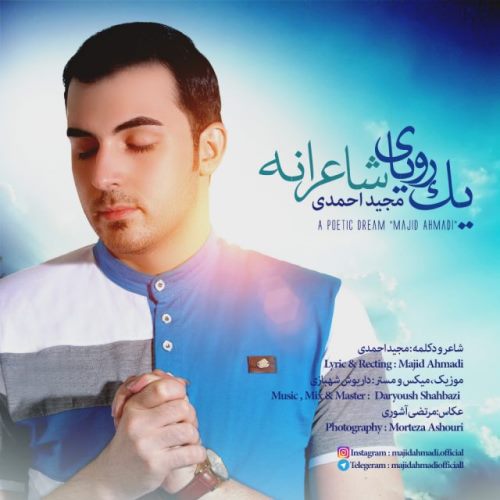 یک رویای شاعرانه
مجید احمدی
A POETIC DREAM "MAJID AHMADI"
شاعر و دکلمه : مجید احمدی
Lyric & Recting : Majid Ahmadi
موزیک ، میکس و مستر : داریوش شهبازی
Music , Mix & Master : Daryoush Shahbazi
عکاس : مرتضی آشوری
Photography : Morteza Ashouri
Instagram : majidahmadi.official
Telegeram : majidahmadiofficiall